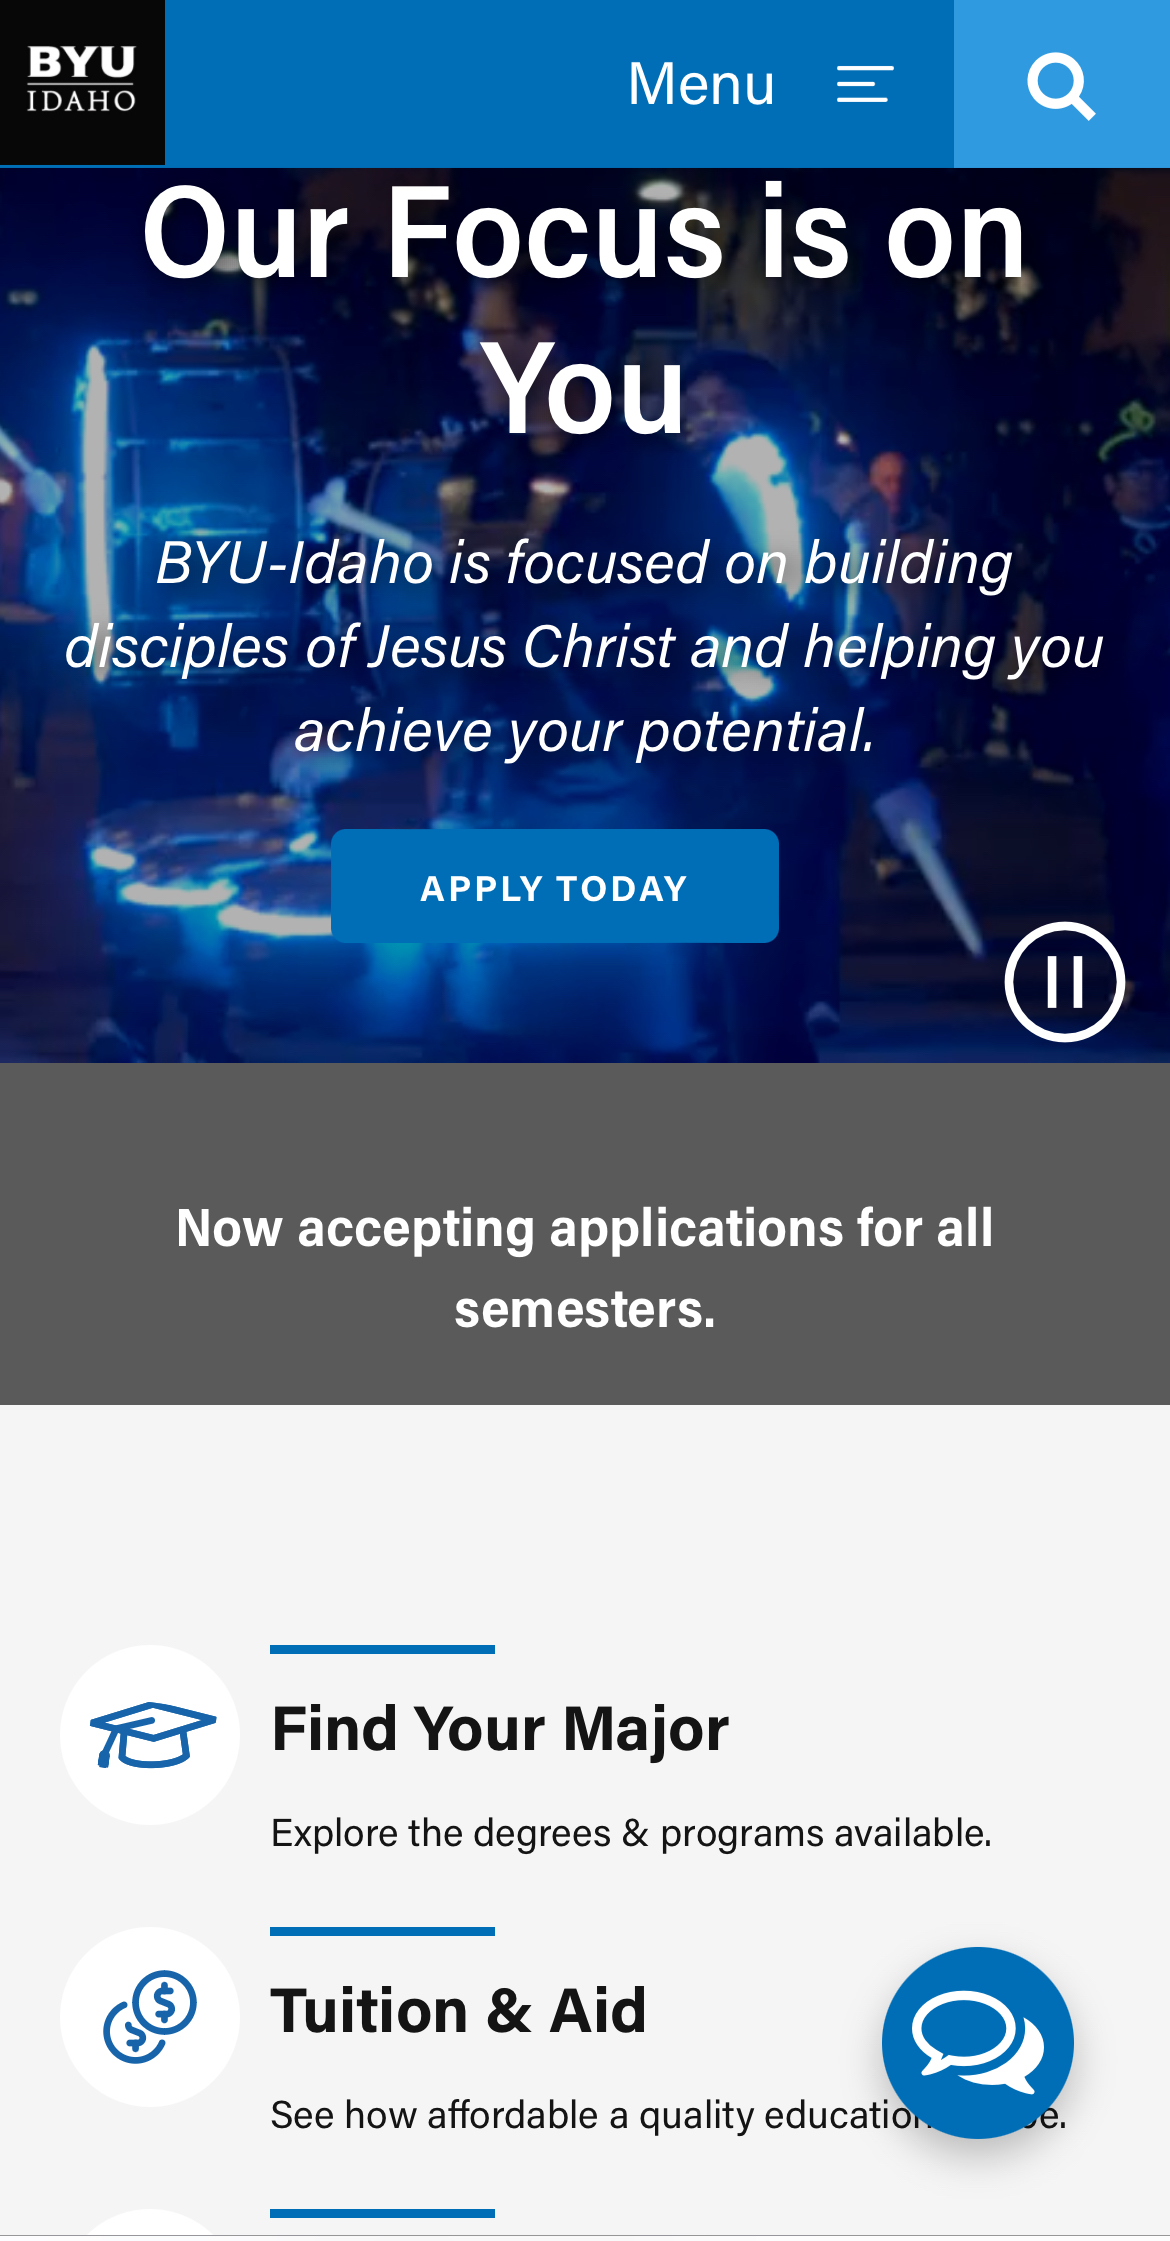 BYU
IDAHO
Menu
Our Focus is on
You
BYU-Idaho is focused on building
disciples of Jesus Christ and helping you
achieve your potential.
APPLY TODAY
Now accepting applications for all
semesters.
Find Your Major
Explore the degrees & programs available.
Tuition & Aid
See how affordable a quality education